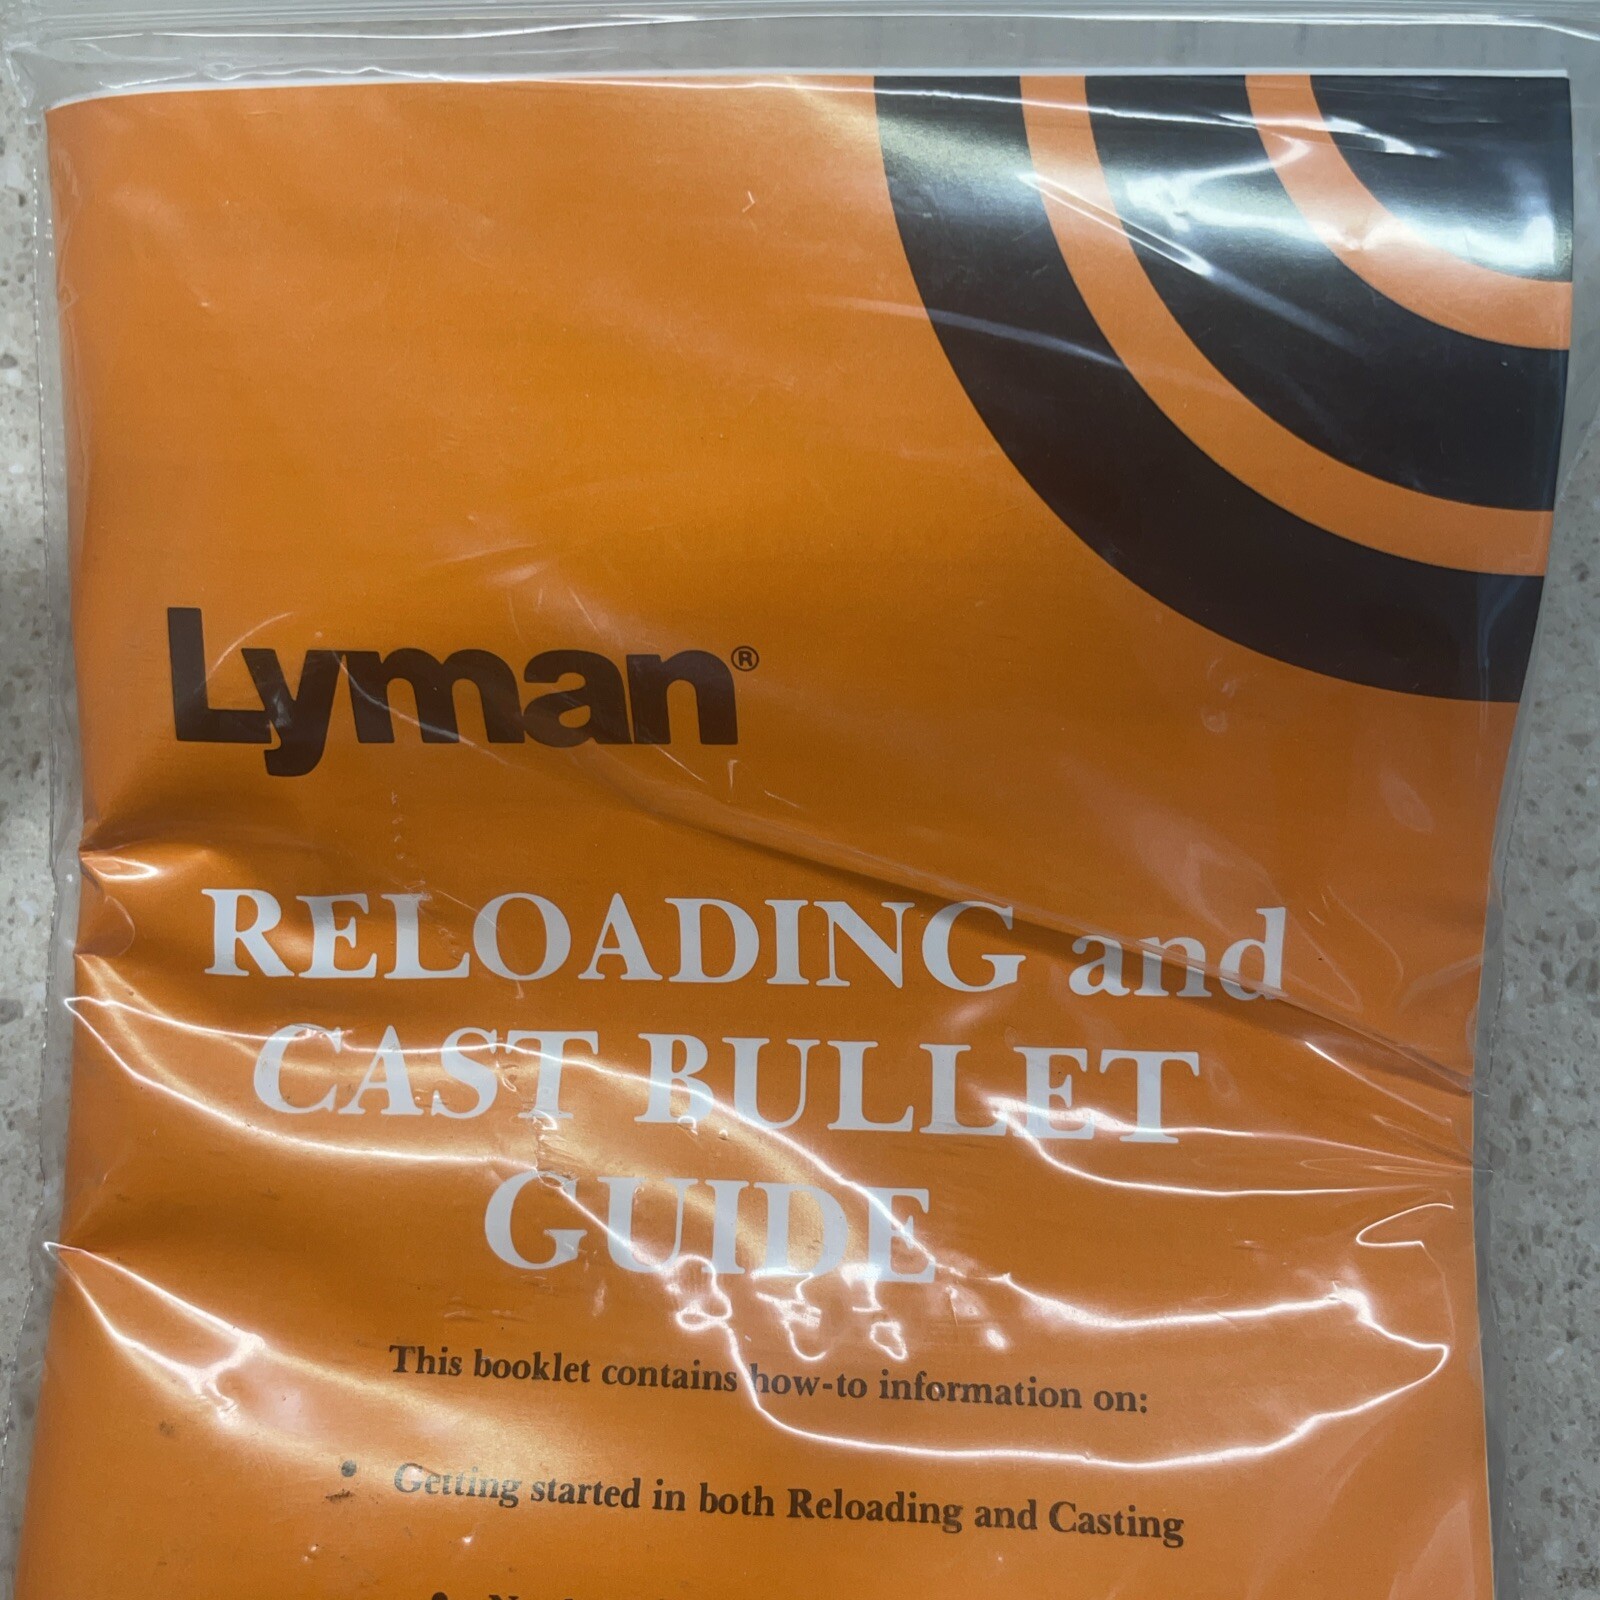 Lyman®
RELOADING and
CAST BULLET
GUIDE
This booklet contains how-to information on:
• Getting started in both Reloading and Casting
•